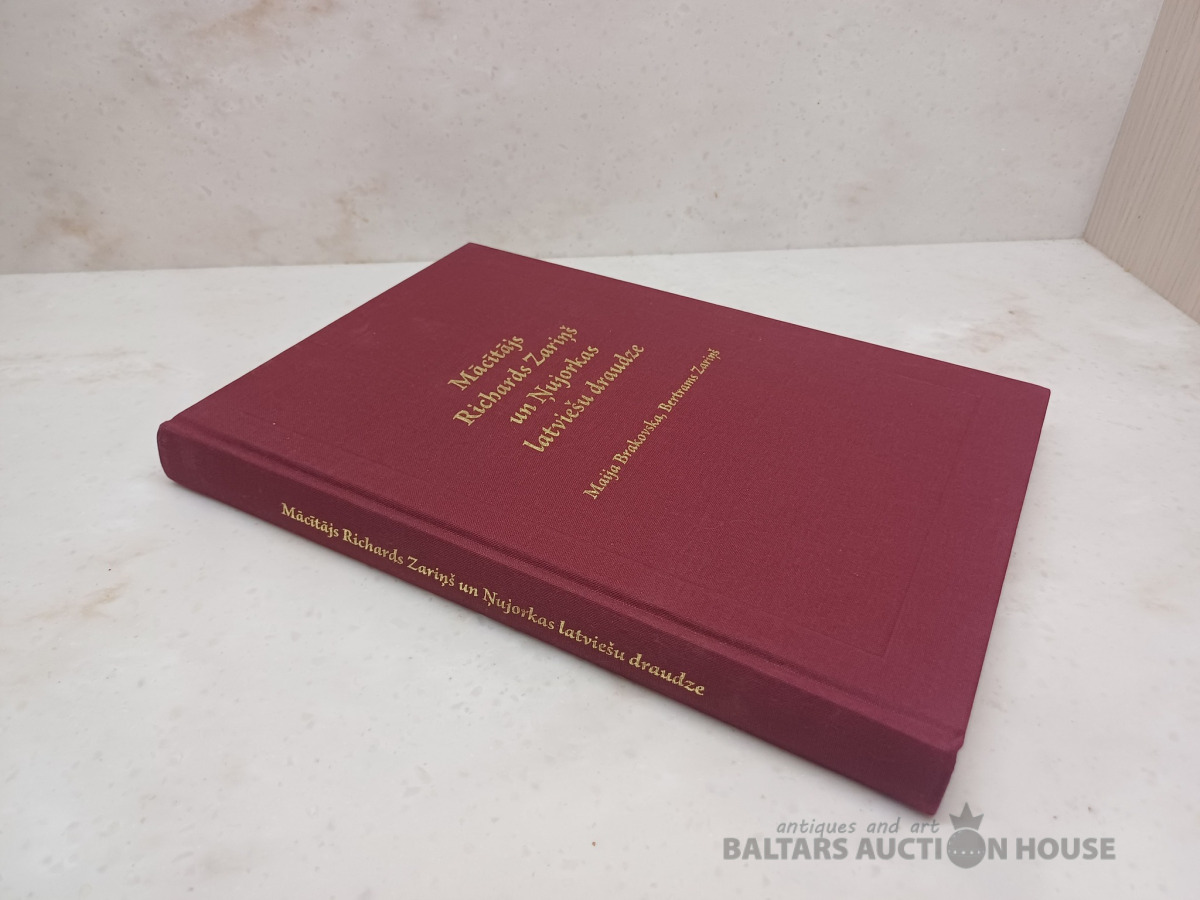 Mācītājs
Richards Zariņš
un Ņujorkas
latviešu draudze
Maija Brakovska, Bertrams Zariņš
Mācītājs Richards Zariņš un Ņujorkas latviešu draudze
antiques and art
BALTARS AUCTION HOUSE